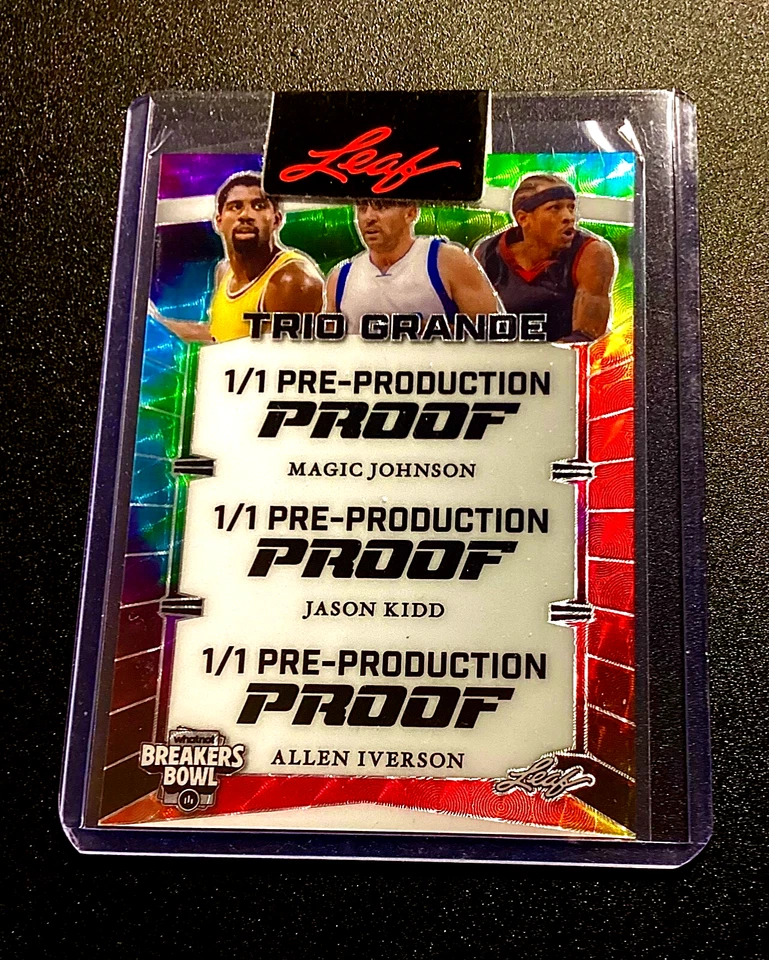 Leaf
TRIO GRANDE
1/1 PRE-PRODUCTION
PROOF
MAGIC JOHNSON
1/1 PRE-PRODUCTION
PROOF
JASON KIDD
1/1 PRE-PRODUCTION
PROOF
ALLEN IVERSON
whatnot
BREAKERS
BOWL
Leaf